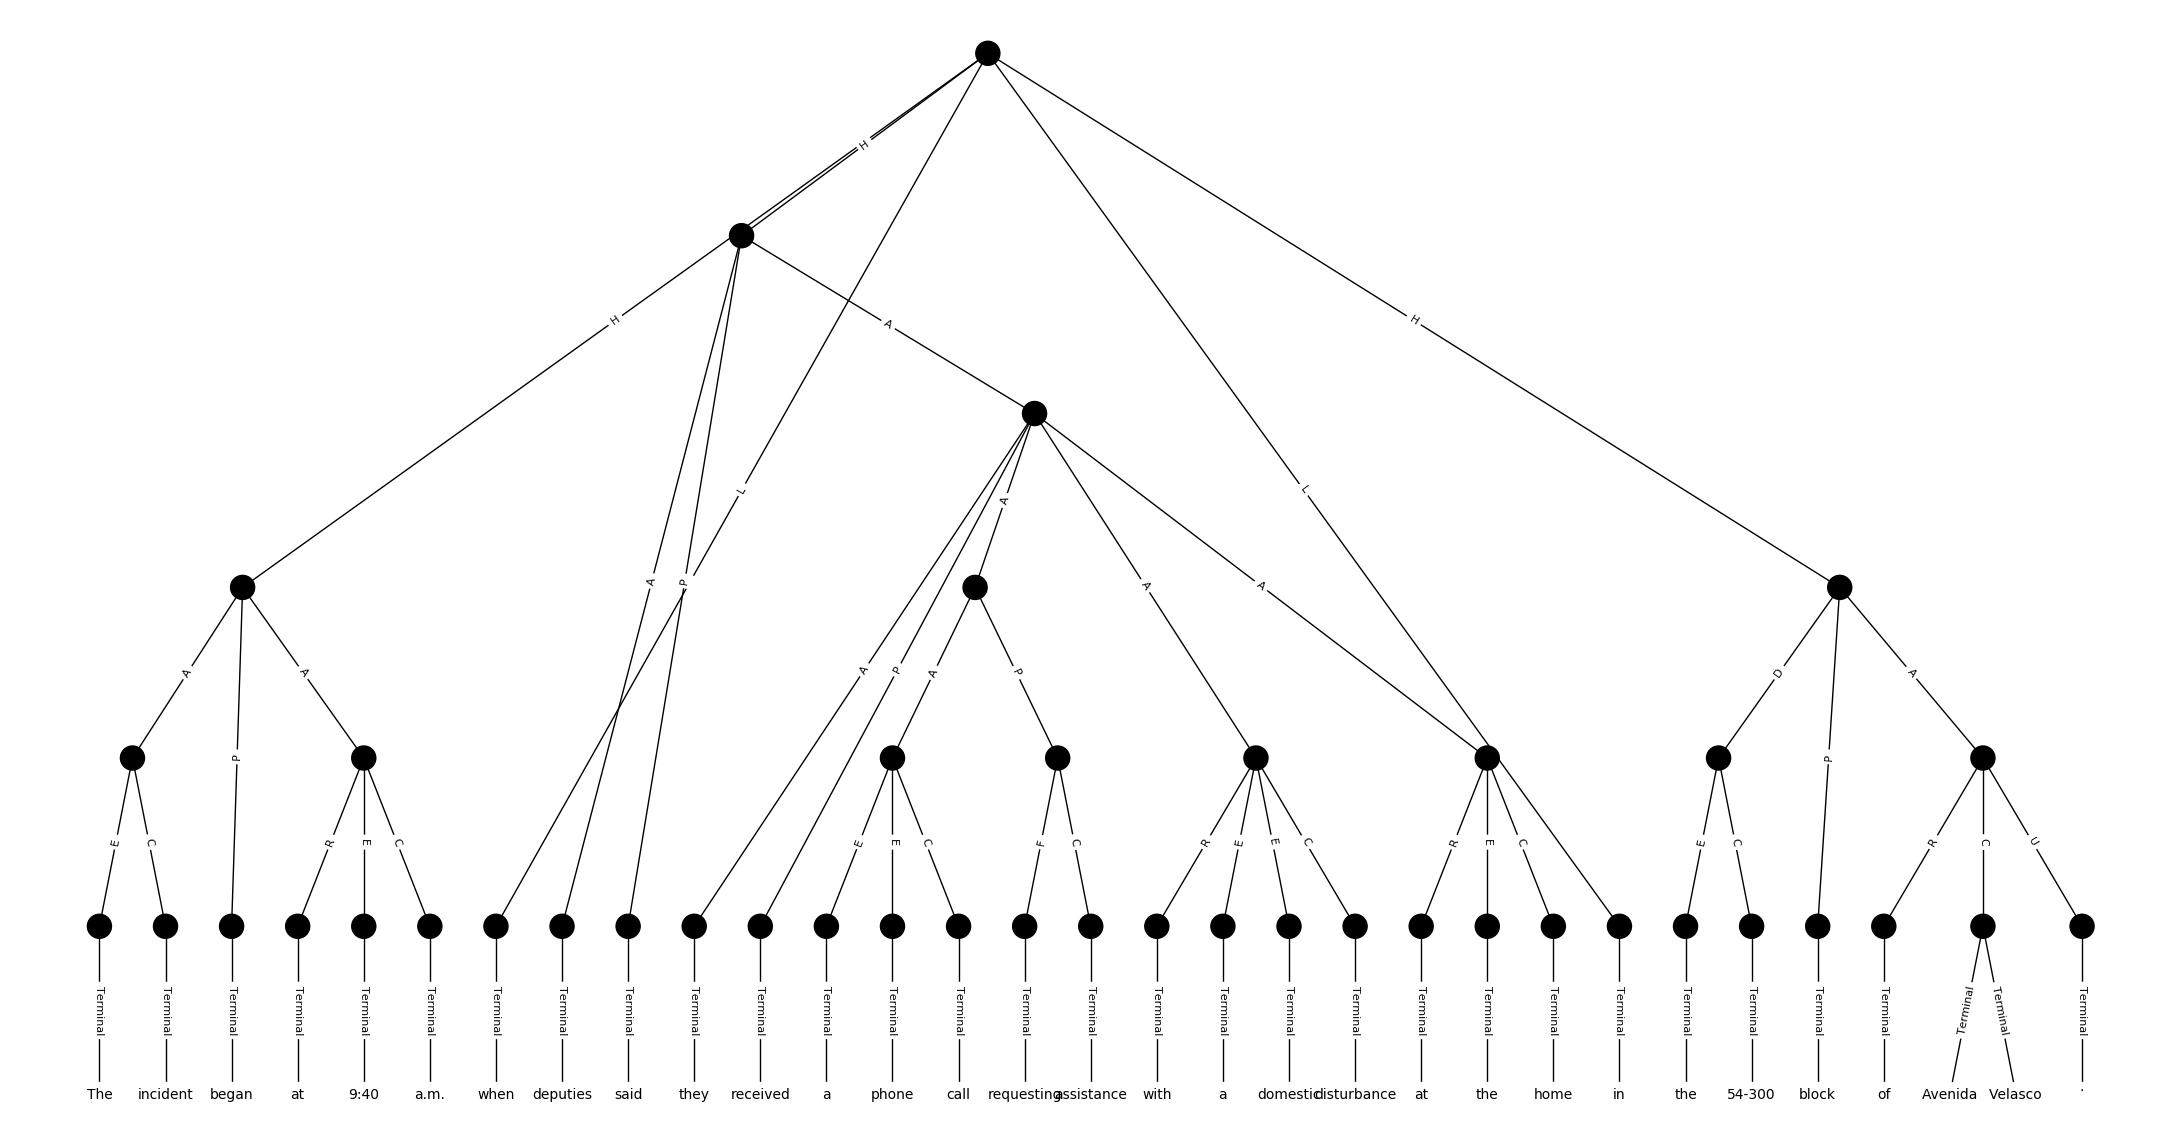 H
H A H
L L
A P A A A
A A A P A P D A
P P
E C R E C E E C F C R E E C R E C E C R C U
Terminal Terminal Terminal Terminal Terminal Terminal Terminal Terminal Terminal Terminal Terminal Terminal Terminal Terminal Terminal Terminal Terminal Terminal Terminal Terminal Terminal Terminal Terminal Terminal Terminal Terminal Terminal Terminal Terminal Terminal Terminal
The incident began at 9:40 a.m. when deputies said they received a phone call requesting assistance with a domestic disturbance at the home in the 54-300 block of Avenida Velasco .